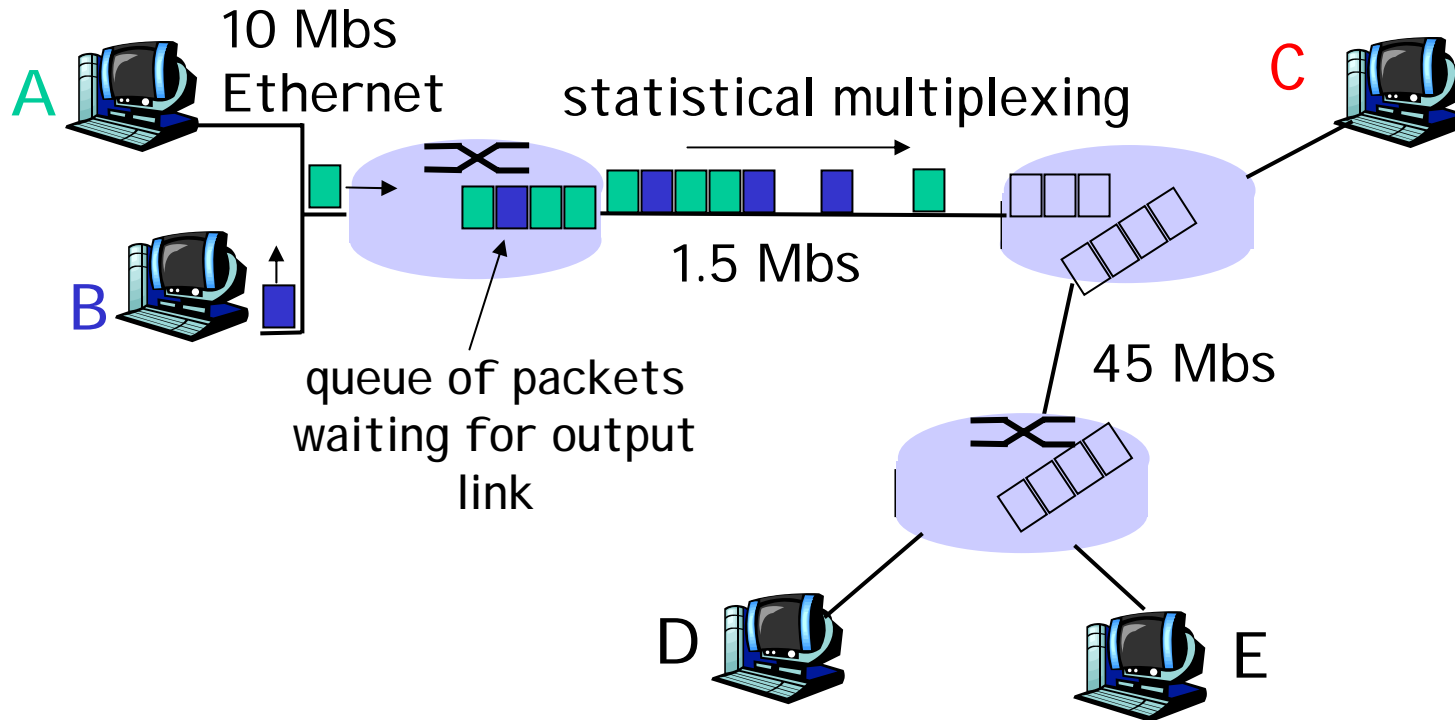 10 Mbs
Ethernet
A
statistical multiplexing
C
B
1.5 Mbs
queue of packets
waiting for output
link
45 Mbs
D
E